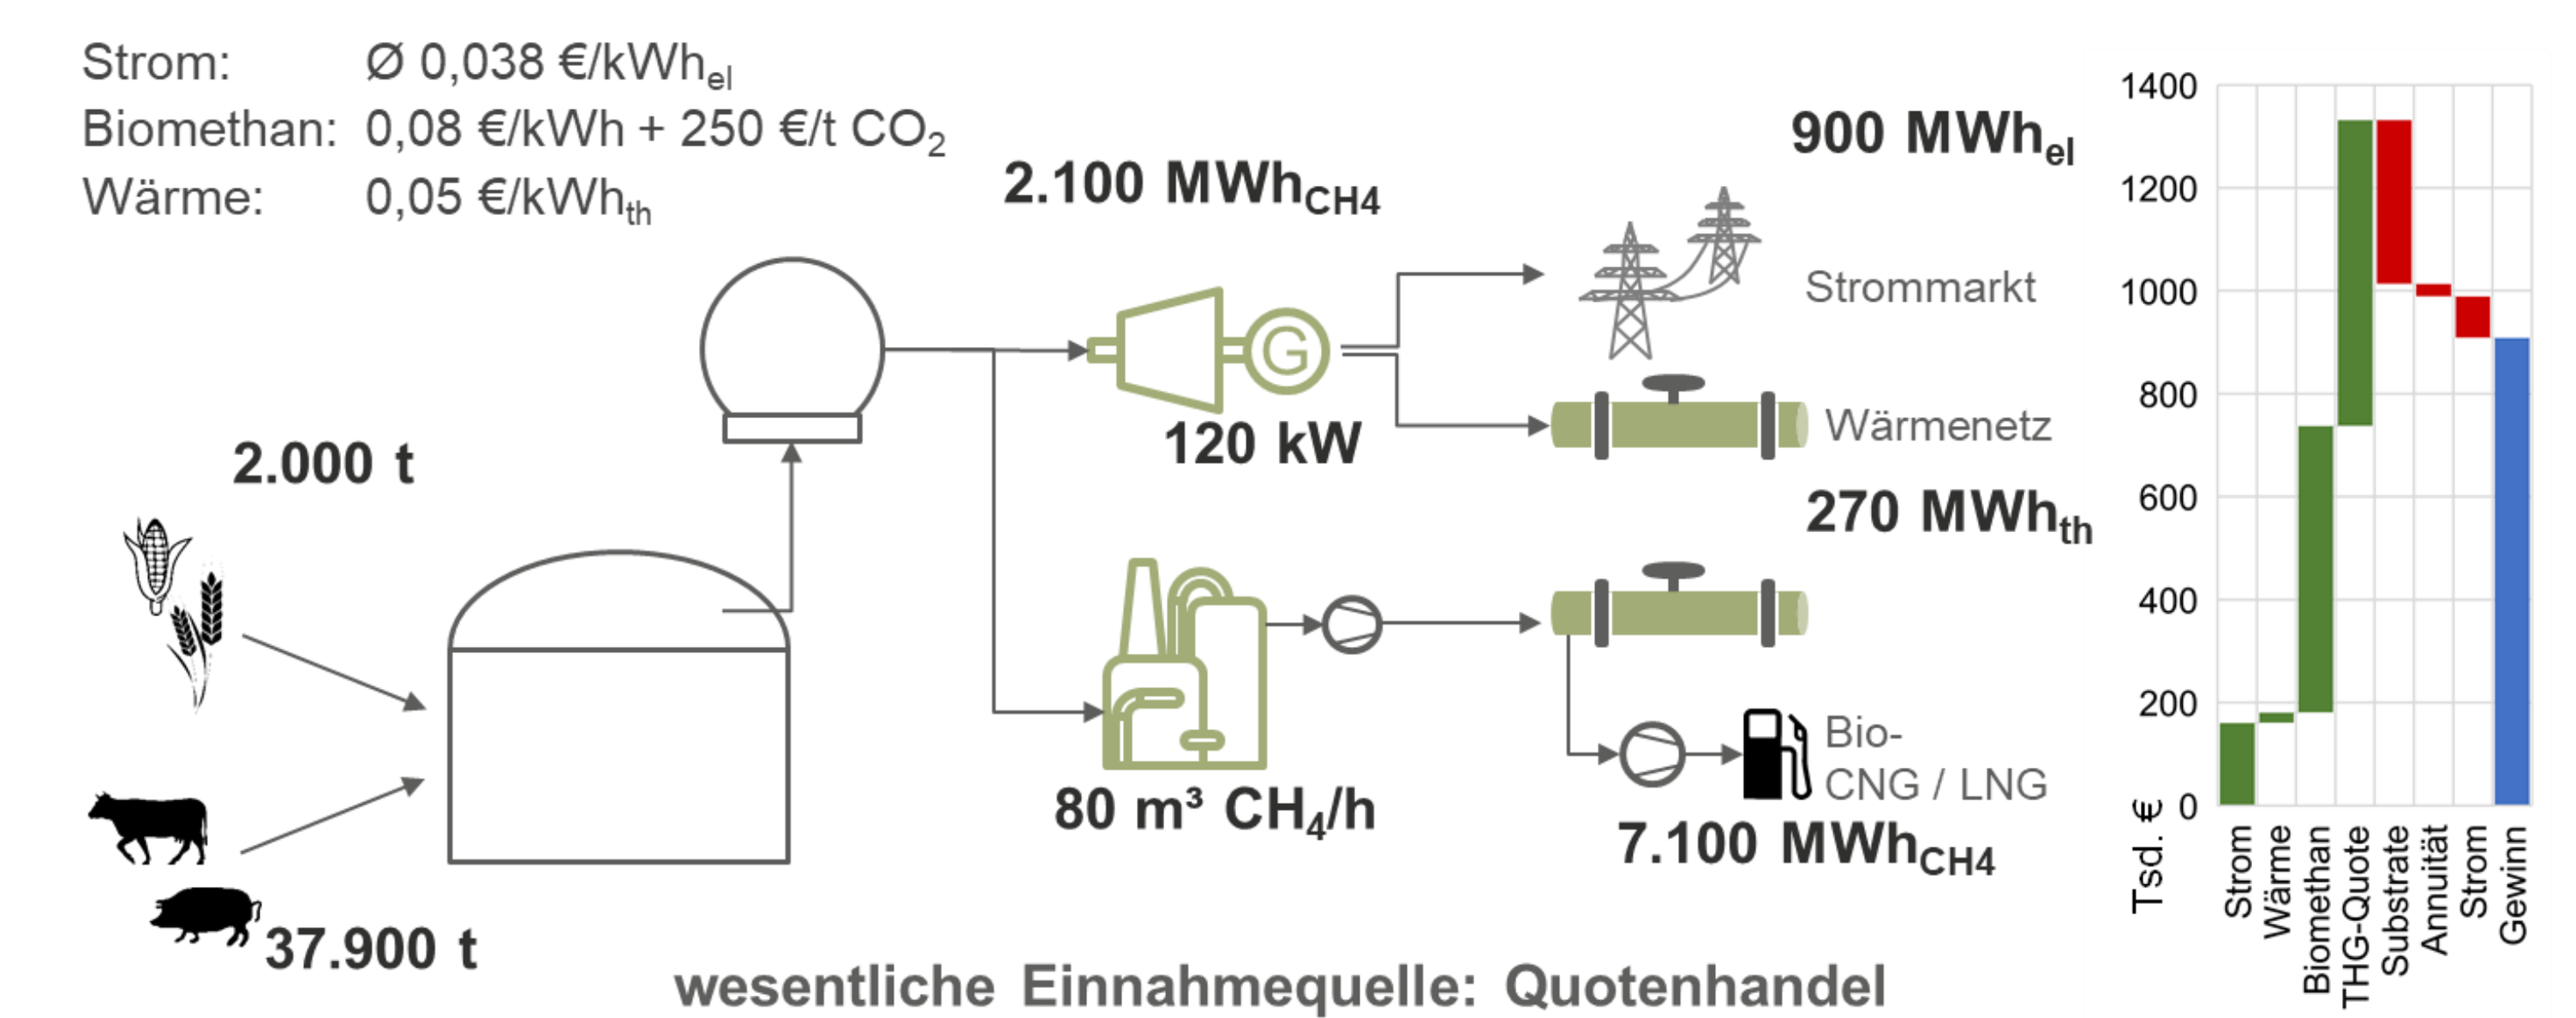 Strom: Ø 0,038 €/kWhel
Biomethan: 0,08 €/kWh + 250 €/t CO2
Wärme: 0,05 €/kWhth
2.100 MWhCH4
900 MWhel
Strommarkt
G
120 kW
Wärmenetz
270 MWhth
2.000 t
80 m³ CH4/h
Bio-
CNG / LNG
7.100 MWhCH4
37.900 t
wesentliche Einnahmequelle: Quotenhandel
1400
1200
1000
800
600
400
200
0
Tsd. €
Strom
Wärme
Biomethan
THG-Quote
Substrate
Annuität
Strom
Gewinn